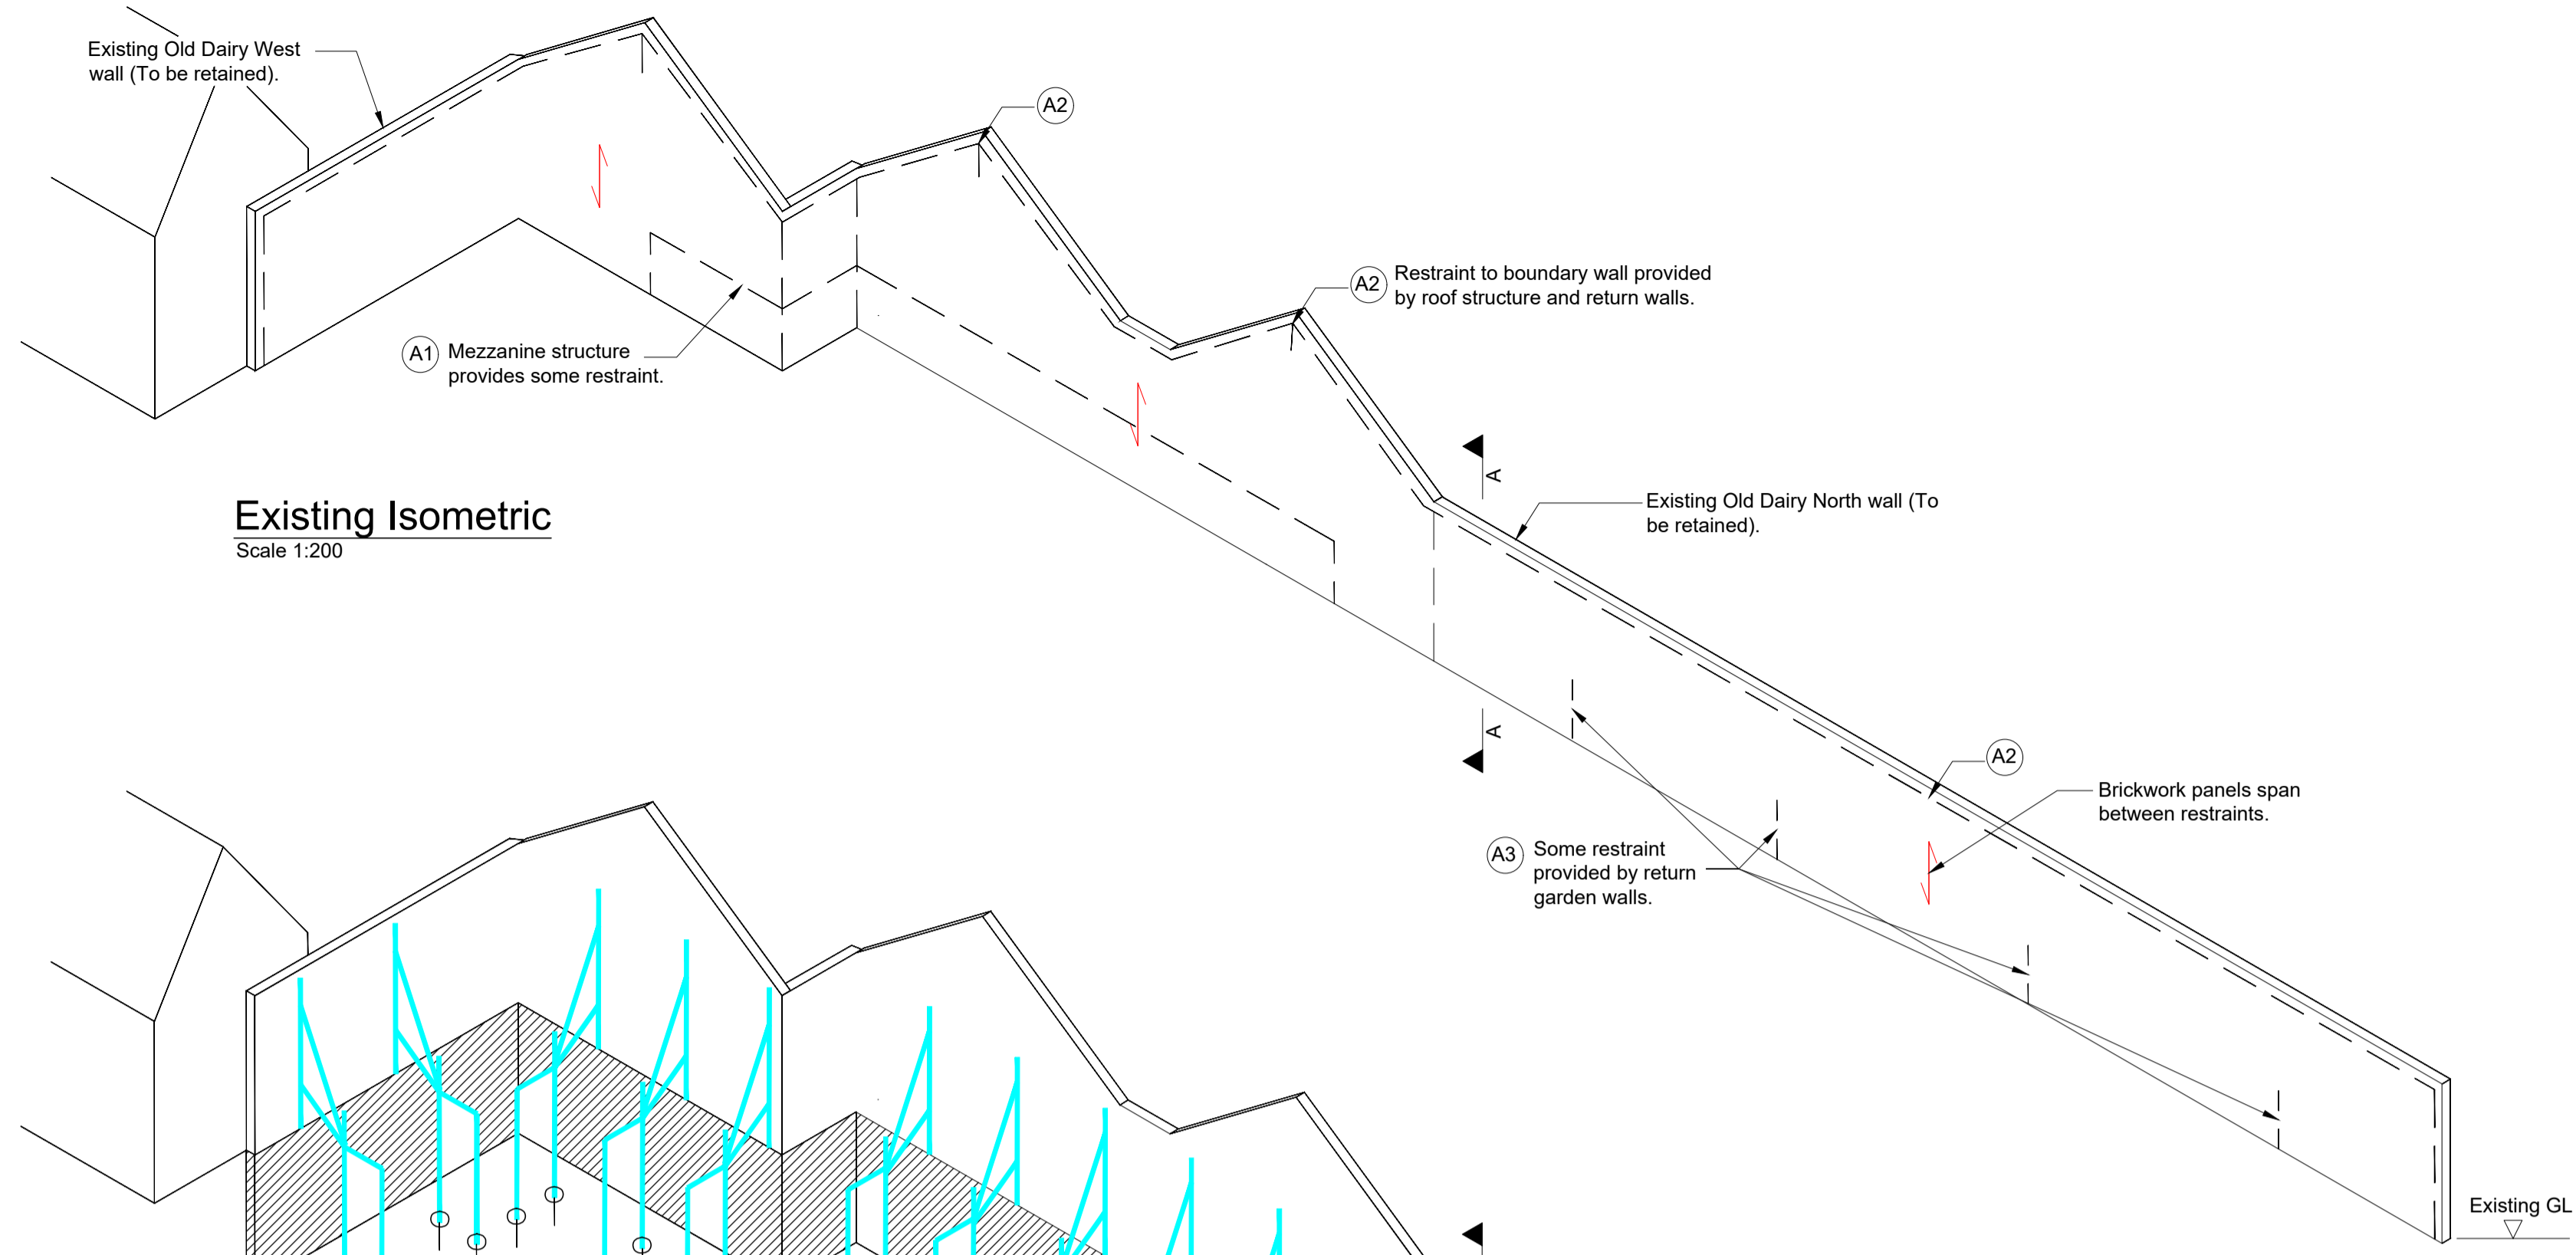 Existing Old Dairy West
wall (To be retained).
A2
A2
Restraint to boundary wall provided
by roof structure and return walls.
A1
Mezzanine structure
provides some restraint.
A
Existing Old Dairy North wall (To
be retained).
Existing Isometric
Scale 1:200
A
A2
Brickwork panels span
between restraints.
A3
Some restraint
provided by return
garden walls.
Existing GL